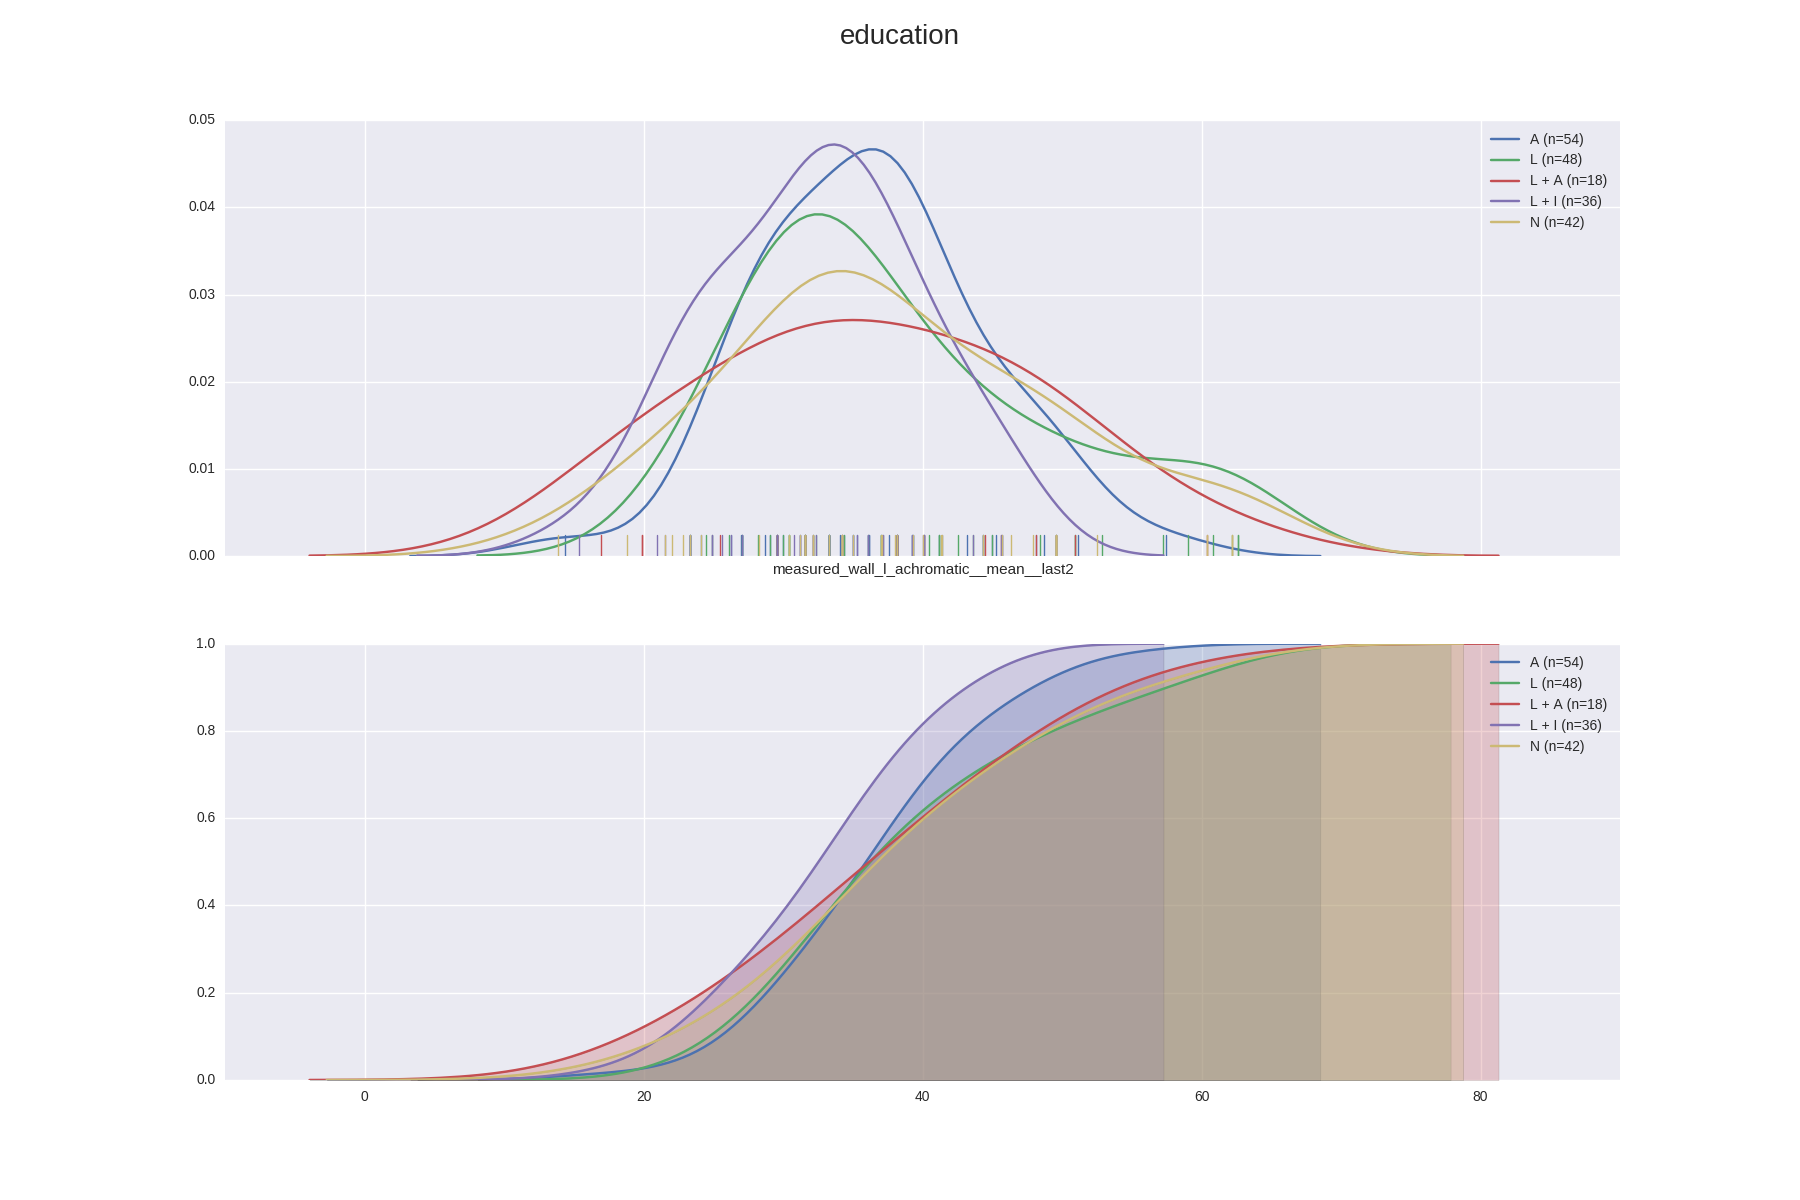 education
0.05
0.04
0.03
0.02
0.01
0.00
A (n=54)
L (n=48)
L + A (n=18)
L + I (n=36)
N (n=42)
measured_wall_l_achromatic__mean__last2
1.0
0.8
0.6
0.4
0.2
0.0
A (n=54)
L (n=48)
L + A (n=18)
L + I (n=36)
N (n=42)
0 20 40 60 80